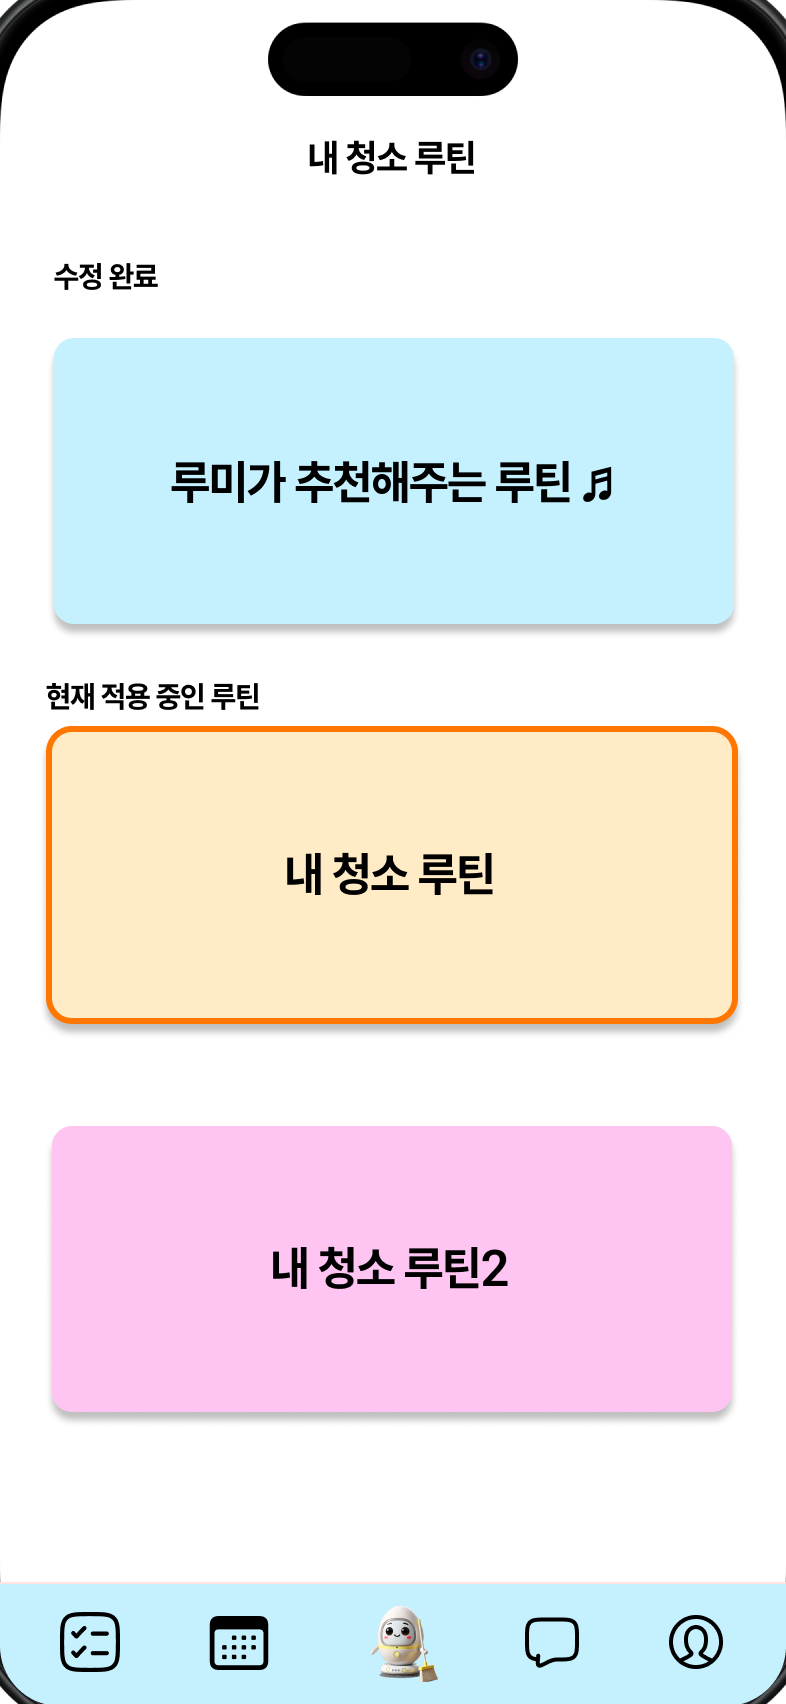 내 청소 루틴
수정 완료
루미가 추천해주는 루틴 ♬
현재 적용 중인 루틴
내 청소 루틴
내 청소 루틴2